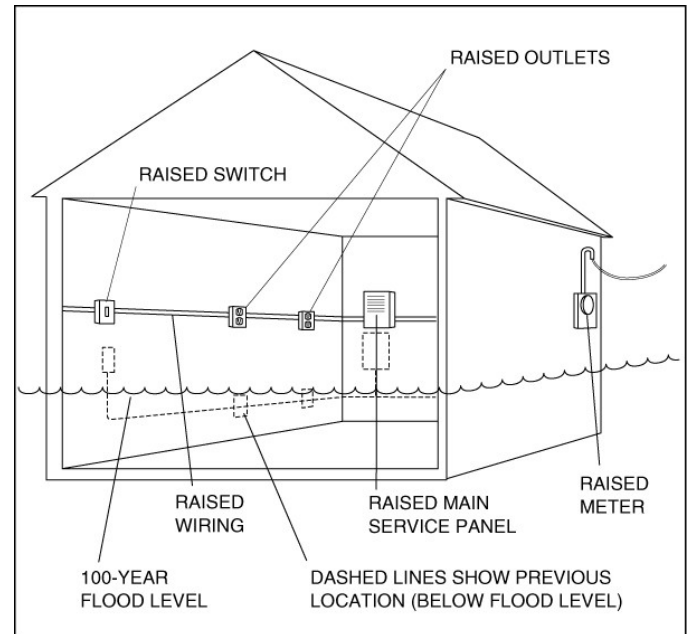 RAISED OUTLETS
RAISED SWITCH
RAISED
WIRING
RAISED MAIN
SERVICE PANEL
RAISED
METER
100-YEAR
FLOOD LEVEL
DASHED LINES SHOW PREVIOUS
LOCATION (BELOW FLOOD LEVEL)